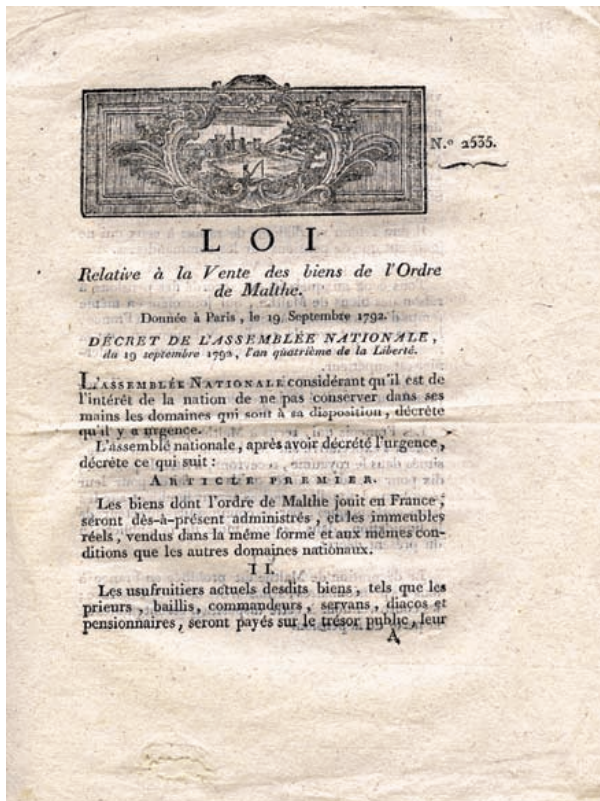 N.º 2535.
LOI
Relative à la Vente des biens de l'Ordre
de Malthe.
Donnée à Paris, le 19 Septembre 1792.
DÉCRET DE L'ASSEMBLÉE NATIONALE,
du 19 septembre 1792, l'an quatrième de la Liberté.
L'ASSEMBLÉE NATIONALE considérant qu'il est de
l'intérêt de la nation de ne pas conserver dans ses
mains les domaines qui sont à sa disposition, décrète
qu'il y a urgence.
L'assemblé nationale, après avoir décrété l'urgence,
décrète ce qui suit:
ARTICLE PREMIER.
Les biens dont l'ordre de Malthe jouit en France,
seront dès-à-présent administrés, et les immeubles
réels, vendus dans la même forme et aux mêmes con-
ditions que les autres domaines nationaux.
II.
Les usufruitiers actuels desdits biens, tels que les
prieurs, baillis, commandeurs, servans, diacos et
pensionnaires, seront payés sur le trésor public, leur
A